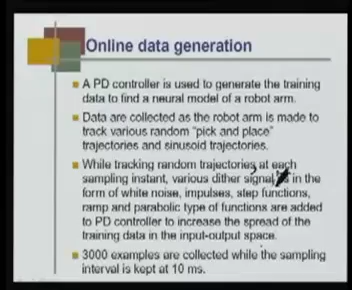 Online data generation
A PD controller is used to generate the training
data to find a neural model of a robot arm.
Data are collected as the robot arm is made to
track various random "pick and place"
trajectories and sinusoid trajectories.
While tracking random trajectories, at each
sampling instant, various dither signal in the
form of white noise, impulses, step functions,
ramp and parabolic type of functions are added
to PD controller to increase the spread of the
training data in the input-output space.
3000 examples are collected while the sampling
interval is kept at 10 ms.